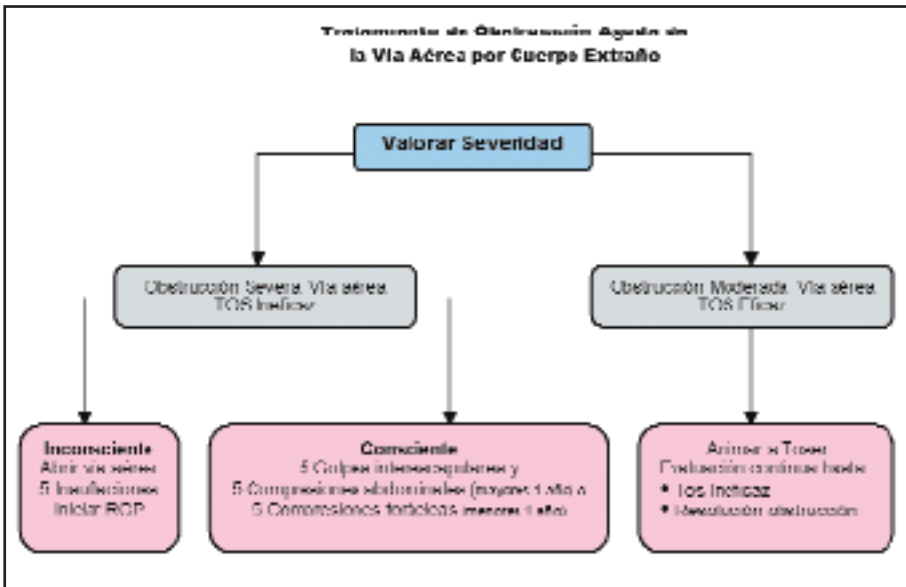 Tratamiento de Obstrucción Aguda de
la Vía Aérea por Cuerpo Extraño
Valorar Severidad
Obstrucción Severa Vía aérea
TOS Ineficaz
Obstrucción Moderada Vía aérea
TOS Eficaz
Inconsciente
Abrir vía aérea
5 Insuflaciones
Iniciar RCP
Consciente
5 Golpes interescapulares y
5 Compresiones abdominales (mayores 1 año) o
5 Compresiones torácicas (menores 1 año)
Animar a Toser
Evaluación continua hasta
• Tos Ineficaz
• Resolución obstrucción